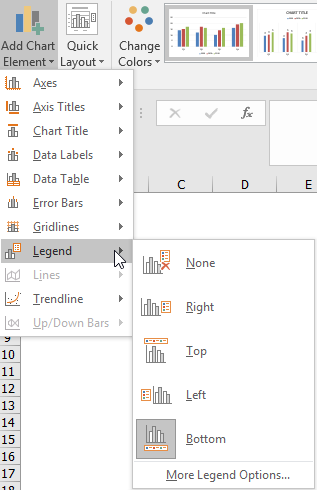 Add Chart
Element
Quick
Layout
Change
Colors
CHART TITLE
CHART TITLE
Axes
Axis Titles
fx
Chart Title
Data Labels
Data Table
C D E
Error Bars
Gridlines
Legend
Lines
None
Trendline
Right
Up/Down Bars
9
10
Top
11
12
13
Left
14
15
Bottom
16
17
More Legend Options...
18